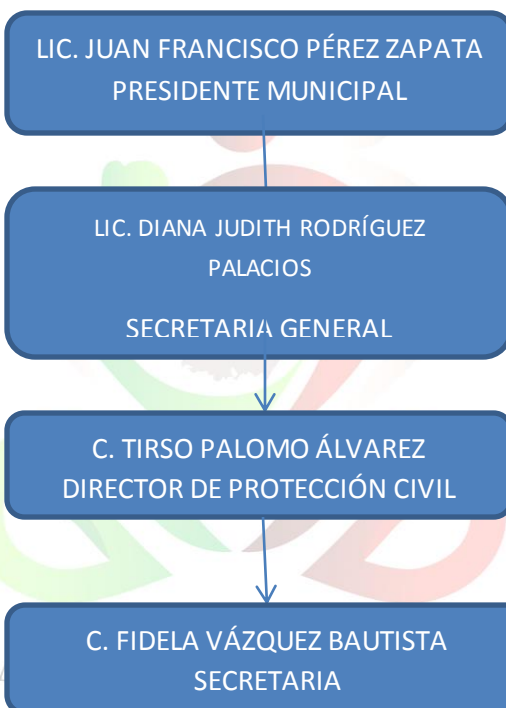 LIC. JUAN FRANCISCO PÉREZ ZAPATA
PRESIDENTE MUNICIPAL
LIC. DIANA JUDITH RODRÍGUEZ
PALACIOS
SECRETARIA GENERAL
C. TIRSO PALOMO ÁLVAREZ
DIRECTOR DE PROTECCIÓN CIVIL
C. FIDELA VÁZQUEZ BAUTISTA
SECRETARIA